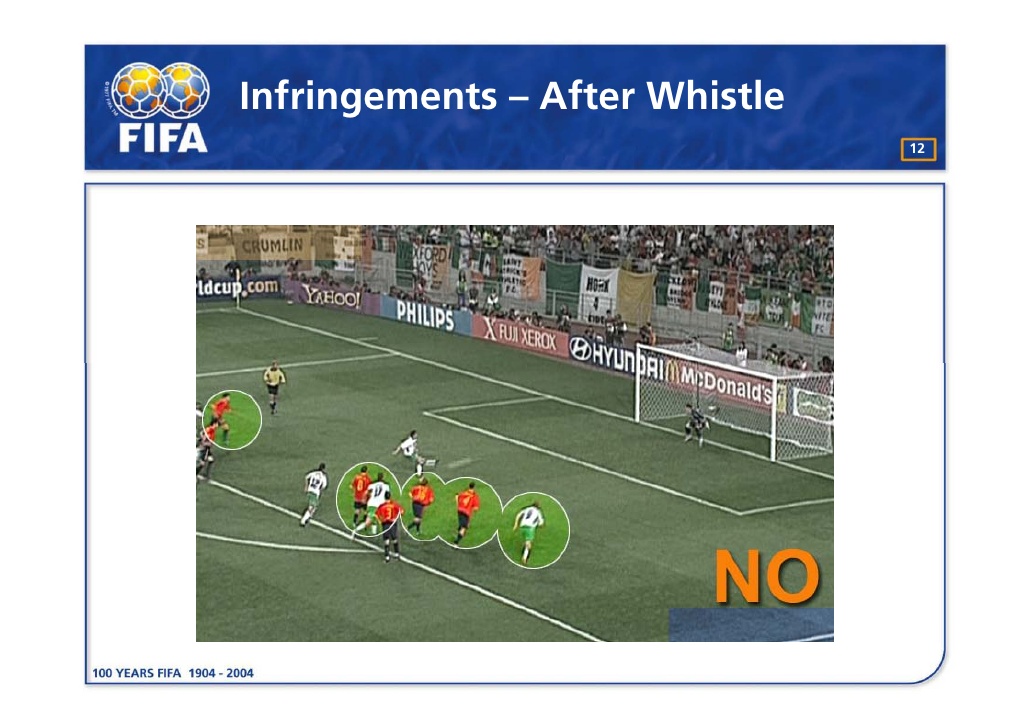 Infringements – After Whistle
FIFA
12
CRUMLIN
ldcup.com
YAHOO!
PHILIPS
FUJI XEROX
HYUNDAI
McDonald's
NO
100 YEARS FIFA 1904 - 2004